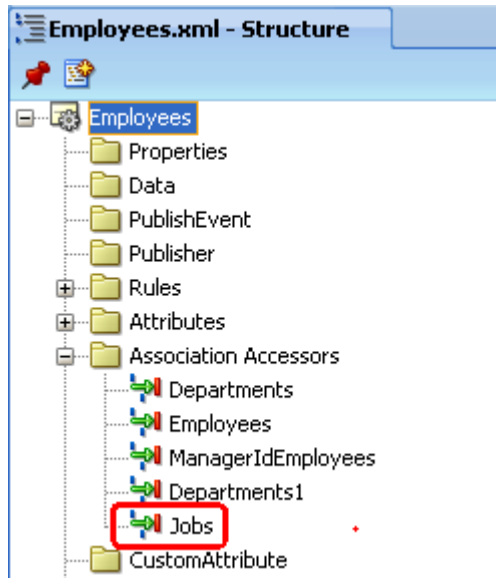 Employees.xml - Structure
Employees
Properties
Data
PublishEvent
Publisher
Rules
Attributes
Association Accessors
Departments
Employees
ManagerIdEmployees
Departments1
Jobs
CustomAttribute